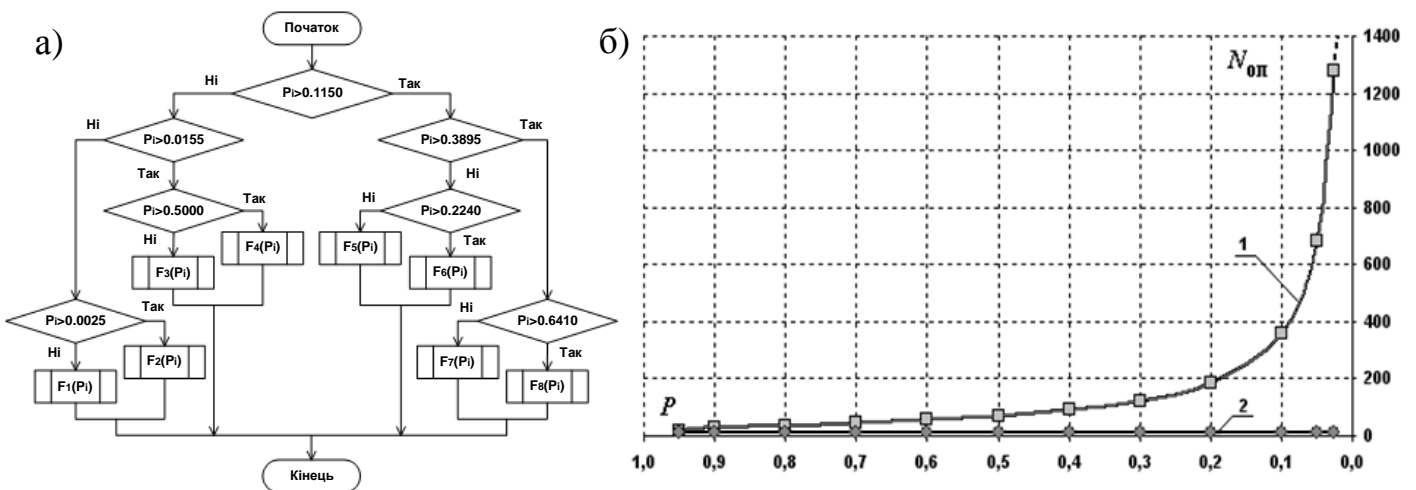 а)
Початок
Ні
Так
Pi>0.1150
Ні
Pi>0.0155
Так
Pi>0.3895
Так
Ні
Pi>0.5000
Так
Ні
Pi>0.2240
Ні
F4(Pi)
F5(Pi)
Так
F3(Pi)
F6(Pi)
Pi>0.0025
Так
Ні
Pi>0.6410
Ні
F2(Pi)
F7(Pi)
Так
F1(Pi)
F8(Pi)
Кінець
б)
Nоп
1400
1200
1000
800
600
400
200
0
1
2
P
1,0 0,9 0,8 0,7 0,6 0,5 0,4 0,3 0,2 0,1 0,0